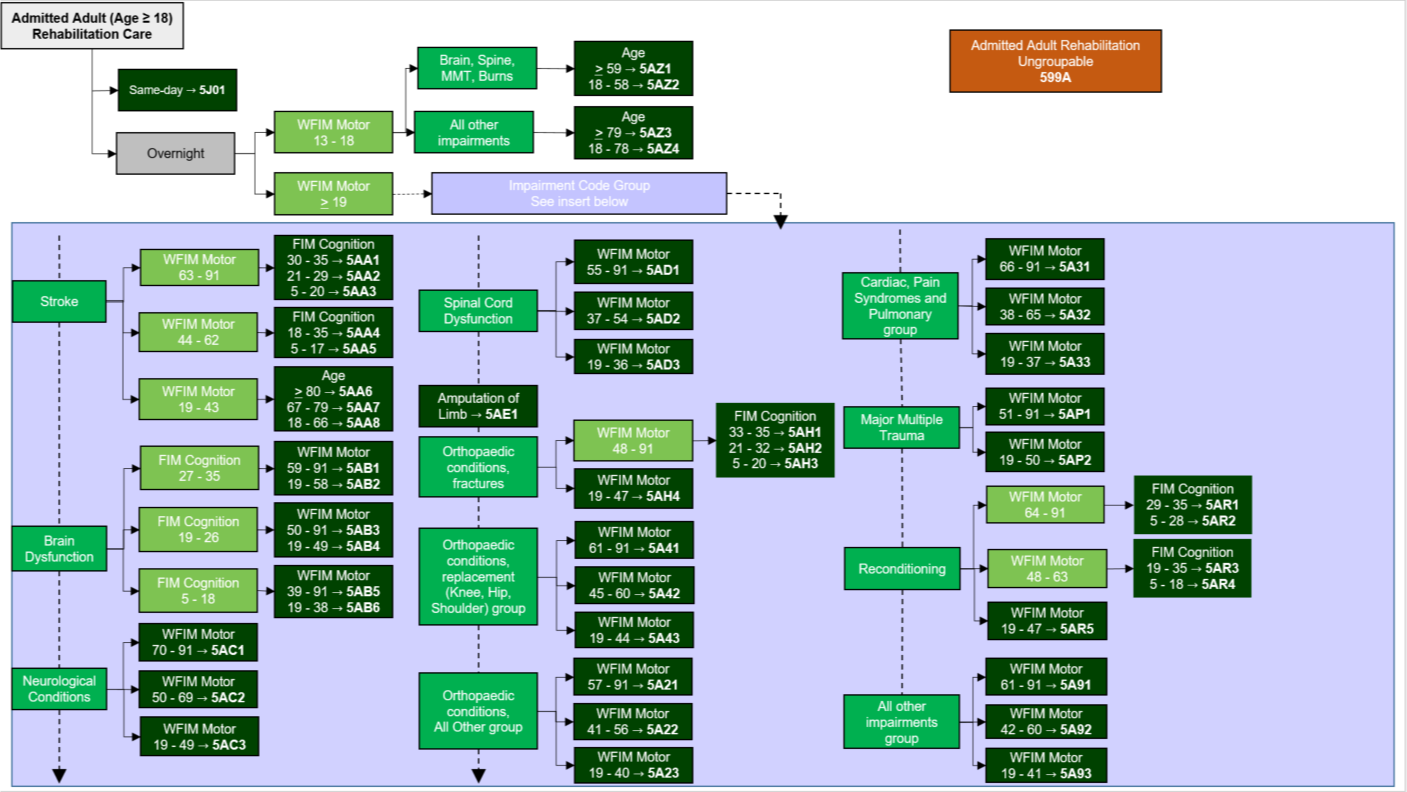 Admitted Adult (Age ≥ 18)
Rehabilitation Care
Same-day → 5J01
Overnight
WFIM Motor
13 - 18
Brain, Spine,
MMT, Burns
Age
≥ 59 → 5AZ1
18 - 58 → 5AZ2
All other
impairments
Age
≥ 79 → 5AZ3
18 - 78 → 5AZ4
WFIM Motor
≥ 19
Impairment Code Group
See insert below
Admitted Adult Rehabilitation
Ungroupable
599A
Stroke
WFIM Motor
63 - 91
FIM Cognition
30 - 35 → 5AA1
21 - 29 → 5AA2
5 - 20 → 5AA3
WFIM Motor
44 - 62
FIM Cognition
18 - 35 → 5AA4
5 - 17 → 5AA5
WFIM Motor
19 - 43
Age
≥ 80 → 5AA6
67 - 79 → 5AA7
18 - 66 → 5AA8
Brain
Dysfunction
FIM Cognition
27 - 35
WFIM Motor
59 - 91 → 5AB1
19 - 58 → 5AB2
FIM Cognition
19 - 26
WFIM Motor
50 - 91 → 5AB3
19 - 49 → 5AB4
FIM Cognition
5 - 18
WFIM Motor
39 - 91 → 5AB5
19 - 38 → 5AB6
Neurological
Conditions
WFIM Motor
70 - 91 → 5AC1
WFIM Motor
50 - 69 → 5AC2
WFIM Motor
19 - 49 → 5AC3
Spinal Cord
Dysfunction
WFIM Motor
55 - 91 → 5AD1
WFIM Motor
37 - 54 → 5AD2
WFIM Motor
19 - 36 → 5AD3
Amputation of
Limb → 5AE1
Orthopaedic
conditions,
fractures
WFIM Motor
48 - 91
FIM Cognition
33 - 35 → 5AH1
21 - 32 → 5AH2
5 - 20 → 5AH3
WFIM Motor
19 - 47 → 5AH4
Orthopaedic
conditions,
replacement
(Knee, Hip,
Shoulder) group
WFIM Motor
61 - 91 → 5A41
WFIM Motor
45 - 60 → 5A42
WFIM Motor
19 - 44 → 5A43
Orthopaedic
conditions,
All Other group
WFIM Motor
57 - 91 → 5A21
WFIM Motor
41 - 56 → 5A22
WFIM Motor
19 - 40 → 5A23
Cardiac, Pain
Syndromes and
Pulmonary
group
WFIM Motor
66 - 91 → 5A31
WFIM Motor
38 - 65 → 5A32
WFIM Motor
19 - 37 → 5A33
Major Multiple
Trauma
WFIM Motor
51 - 91 → 5AP1
WFIM Motor
19 - 50 → 5AP2
Reconditioning
WFIM Motor
64 - 91
FIM Cognition
29 - 35 → 5AR1
5 - 28 → 5AR2
WFIM Motor
48 - 63
FIM Cognition
19 - 35 → 5AR3
5 - 18 → 5AR4
WFIM Motor
19 - 47 → 5AR5
All other
impairments
group
WFIM Motor
61 - 91 → 5A91
WFIM Motor
42 - 60 → 5A92
WFIM Motor
19 - 41 → 5A93